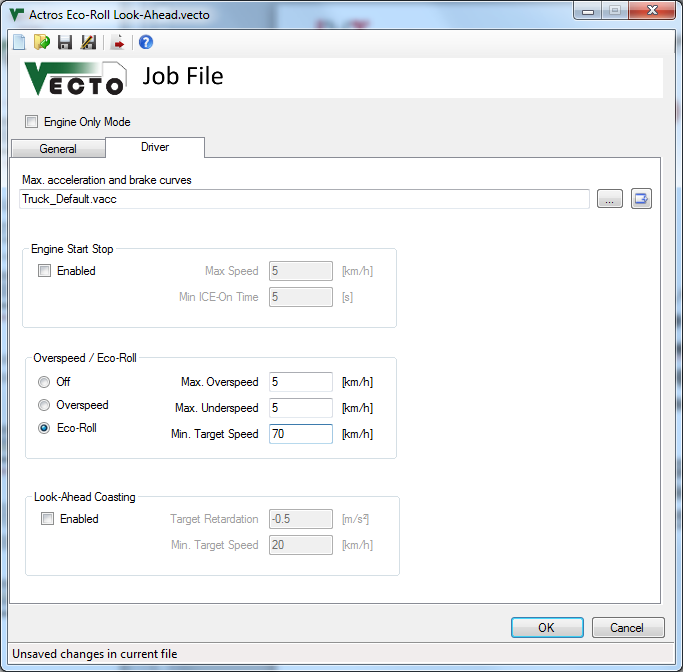 Actros Eco-Roll Look-Ahead.vecto
VECTO Job File
Engine Only Mode
General Driver
Max. acceleration and brake curves
Truck_Default.vacc ...
Engine Start Stop
Enabled Max Speed 5 [km/h]
Min ICE-On Time 5 [s]
Overspeed / Eco-Roll
Off Max. Overspeed 5 [km/h]
Overspeed Max. Underspeed 5 [km/h]
Eco-Roll Min. Target Speed 70 [km/h]
Look-Ahead Coasting
Enabled Target Retardation -0.5 [m/s²]
Min. Target Speed 20 [km/h]
OK Cancel
Unsaved changes in current file